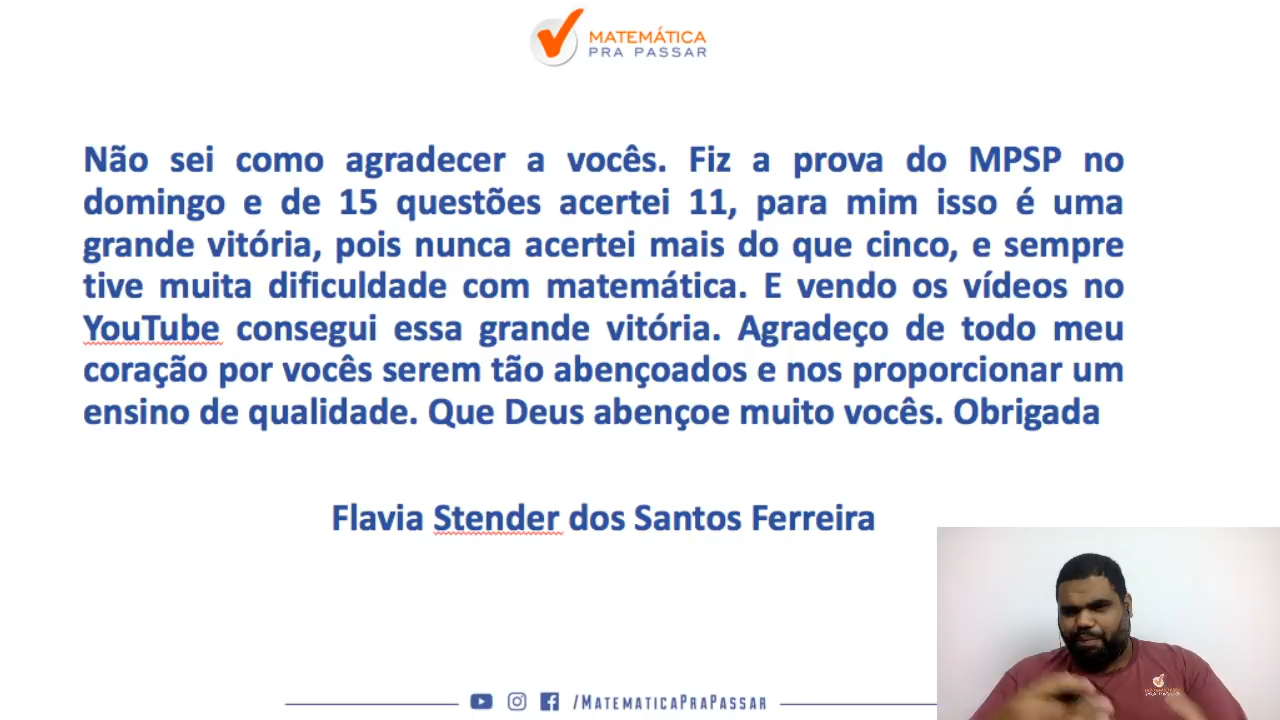 MATEMÁTICA
PRA PASSAR
Não sei como agradecer a vocês. Fiz a prova do MPSP no
domingo e de 15 questões acertei 11, para mim isso é uma
grande vitória, pois nunca acertei mais do que cinco, e sempre
tive muita dificuldade com matemática. E vendo os vídeos no
YouTube consegui essa grande vitória. Agradeço de todo meu
coração por vocês serem tão abençoados e nos proporcionar um
ensino de qualidade. Que Deus abençoe muito vocês. Obrigada
Flavia Stender dos Santos Ferreira
/MATEMATICAPRAPASSAR